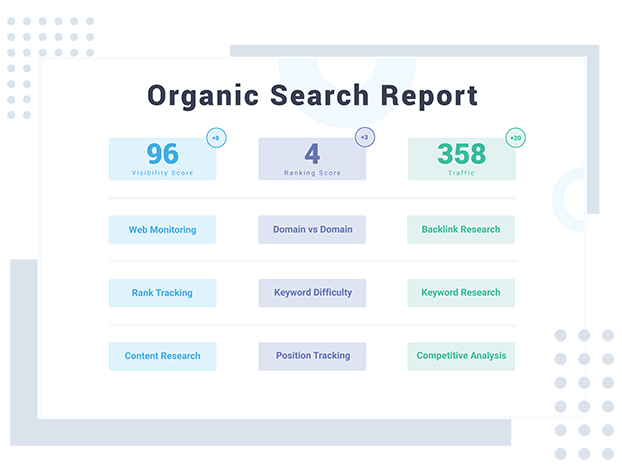 Organic Search Report
+8
+3
+20
96
4
358
Visibility Score
Ranking Score
Traffic
Web Monitoring
Domain vs Domain
Backlink Research
Rank Tracking
Keyword Difficulty
Keyword Research
Content Research
Position Tracking
Competitive Analysis